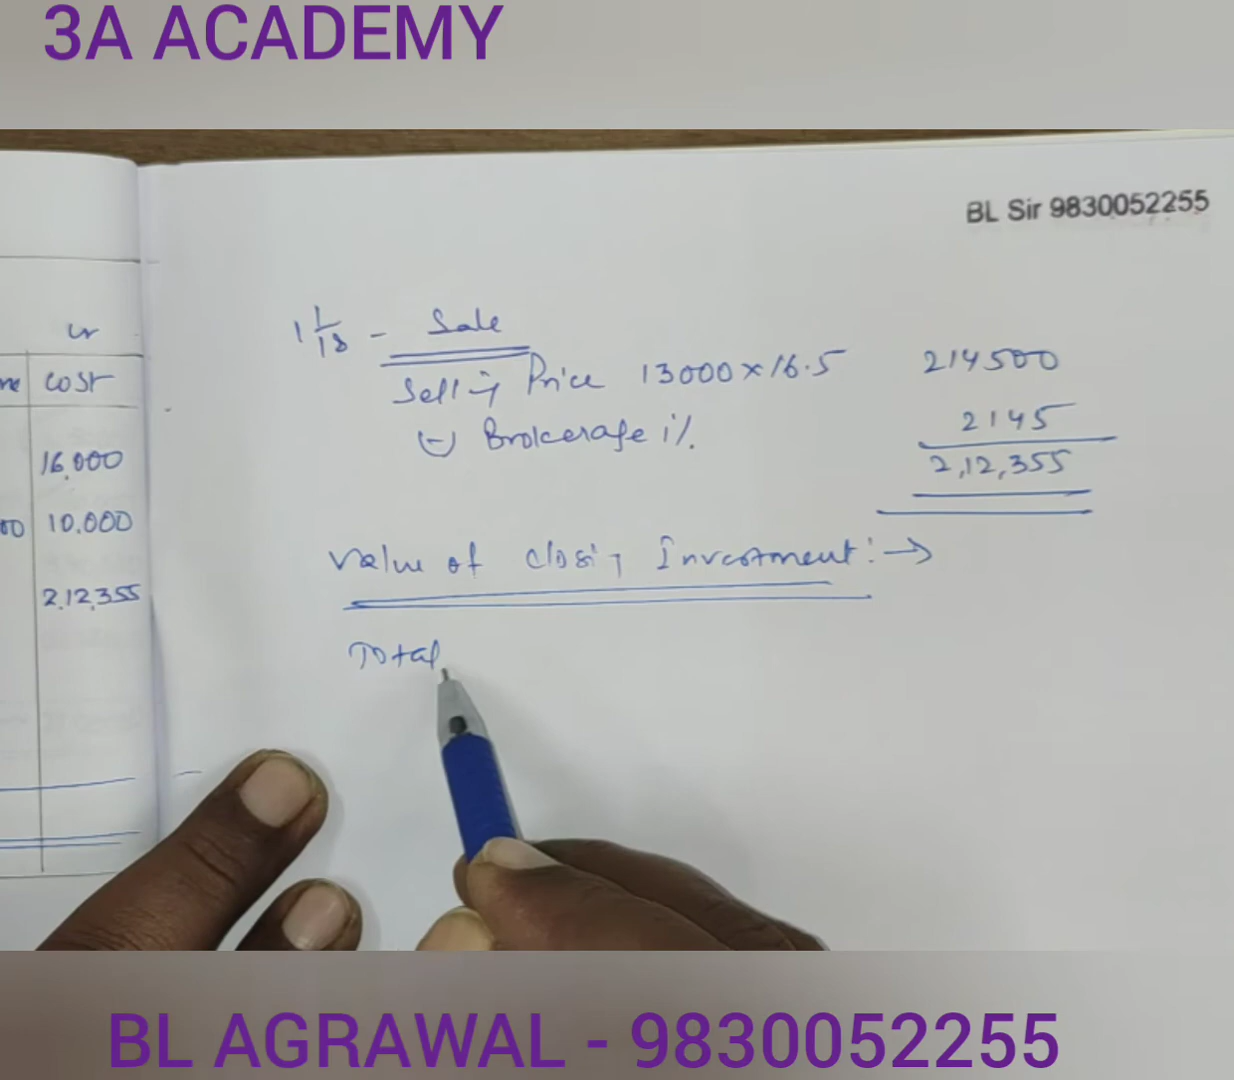 3A ACADEMY
BL Sir 9830052255
cr
cost
16,000
10,000
2,12,355
1/1/18 - Sale
Selling Price 13000 × 16.5 214500
(-) Brokerage 1% 2145
2,12,355
Value of Closing Investment :→
Total
BL AGRAWAL - 9830052255